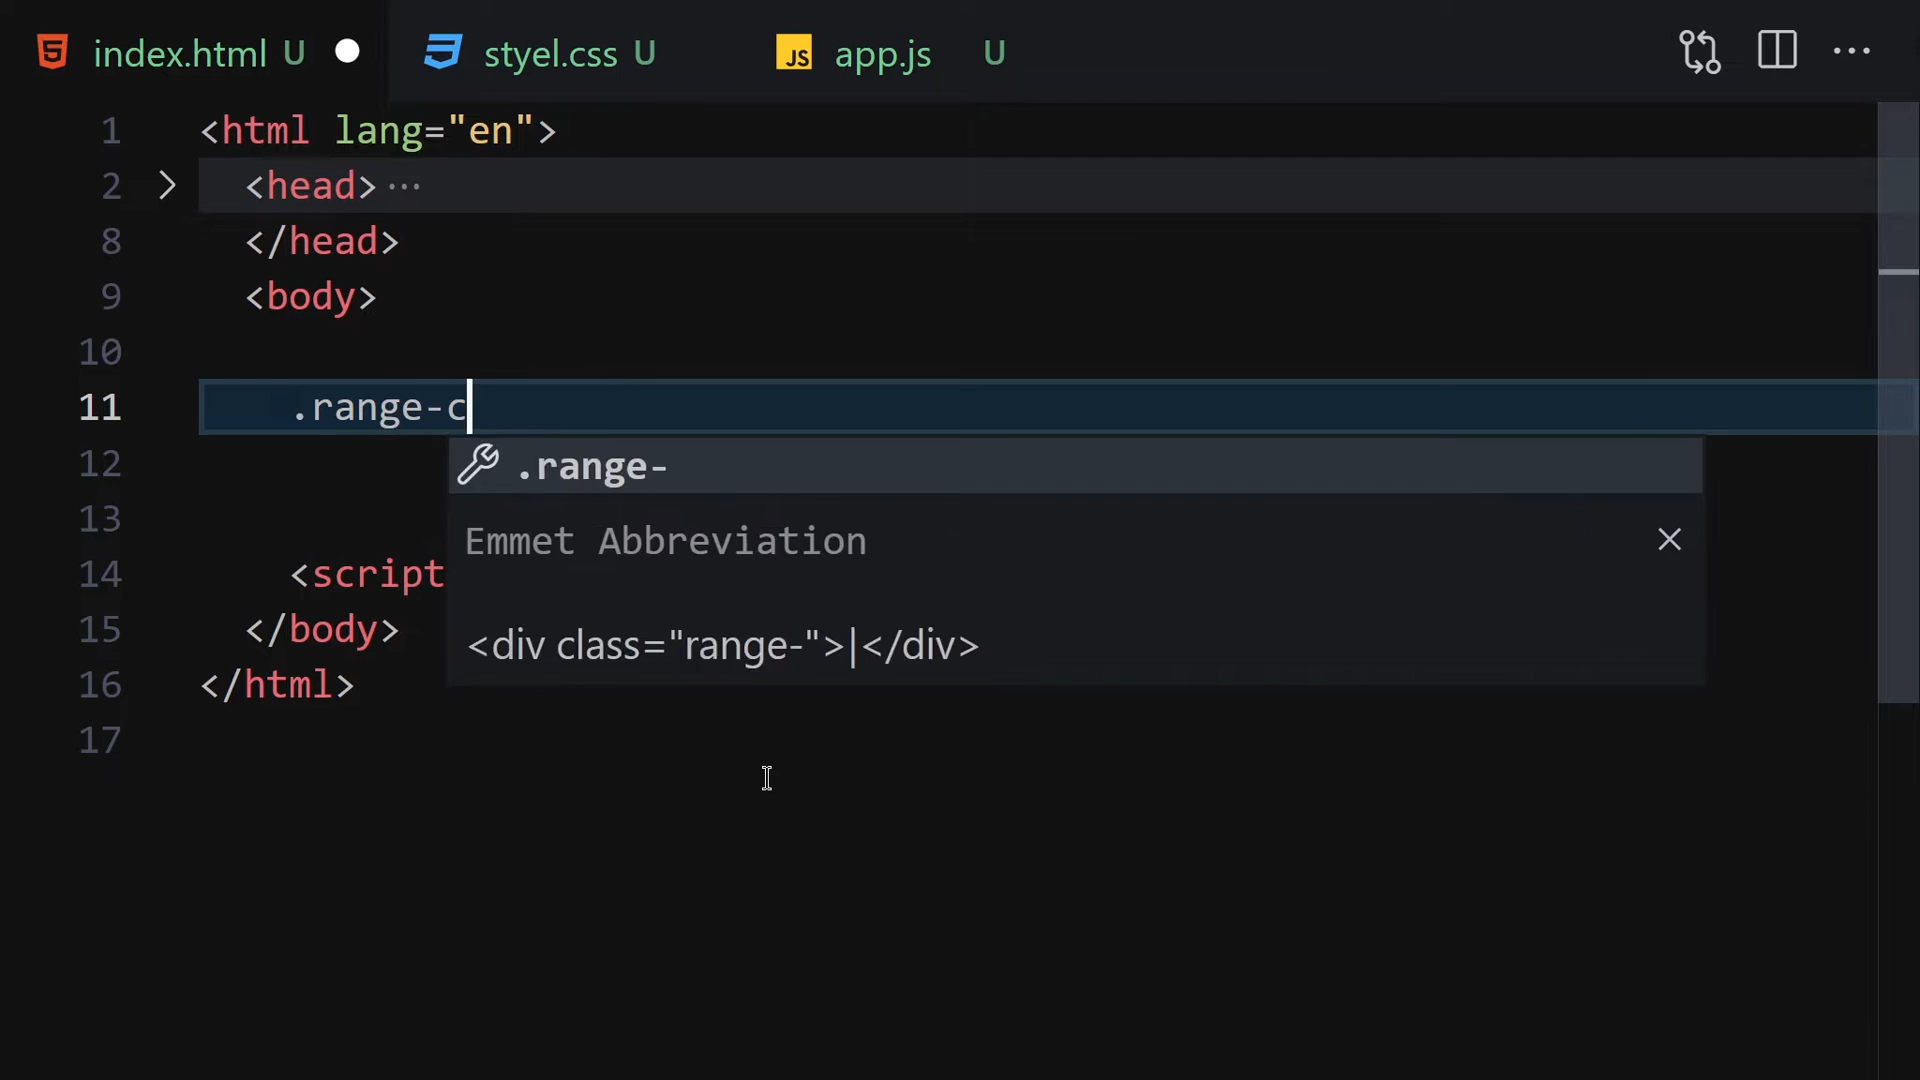 index.html U styel.css U JS app.js U ...
1 <html lang="en">
2 <head> ...
8 </head>
9 <body>
10
11 .range-c
12 .range-
13 Emmet Abbreviation
14 <script
15 </body> <div class="range-">|</div>
16 </html>
17